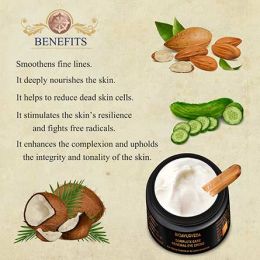 BENEFITS
Smoothens fine lines.
It deeply nourishes the skin.
It helps to reduce dead skin cells.
It stimulates the skin's resilience
and fights free radicals.
It enhances the complexion and upholds
the integrity and tonality of the skin.